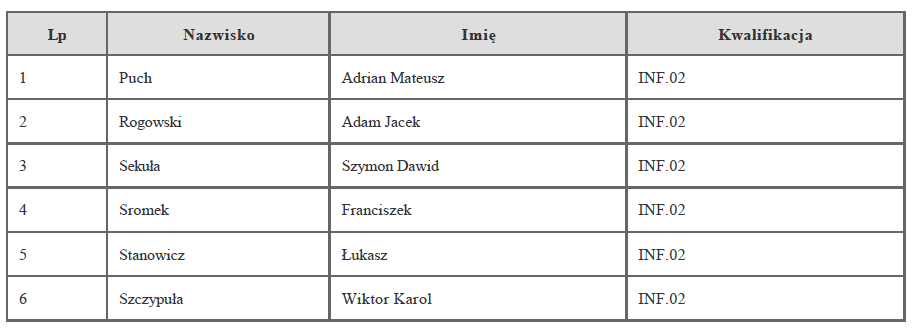 Lp Nazwisko Imię Kwalifikacja
1 Puch Adrian Mateusz INF.02
2 Rogowski Adam Jacek INF.02
3 Sekuła Szymon Dawid INF.02
4 Sromek Franciszek INF.02
5 Stanowicz Łukasz INF.02
6 Szczypuła Wiktor Karol INF.02